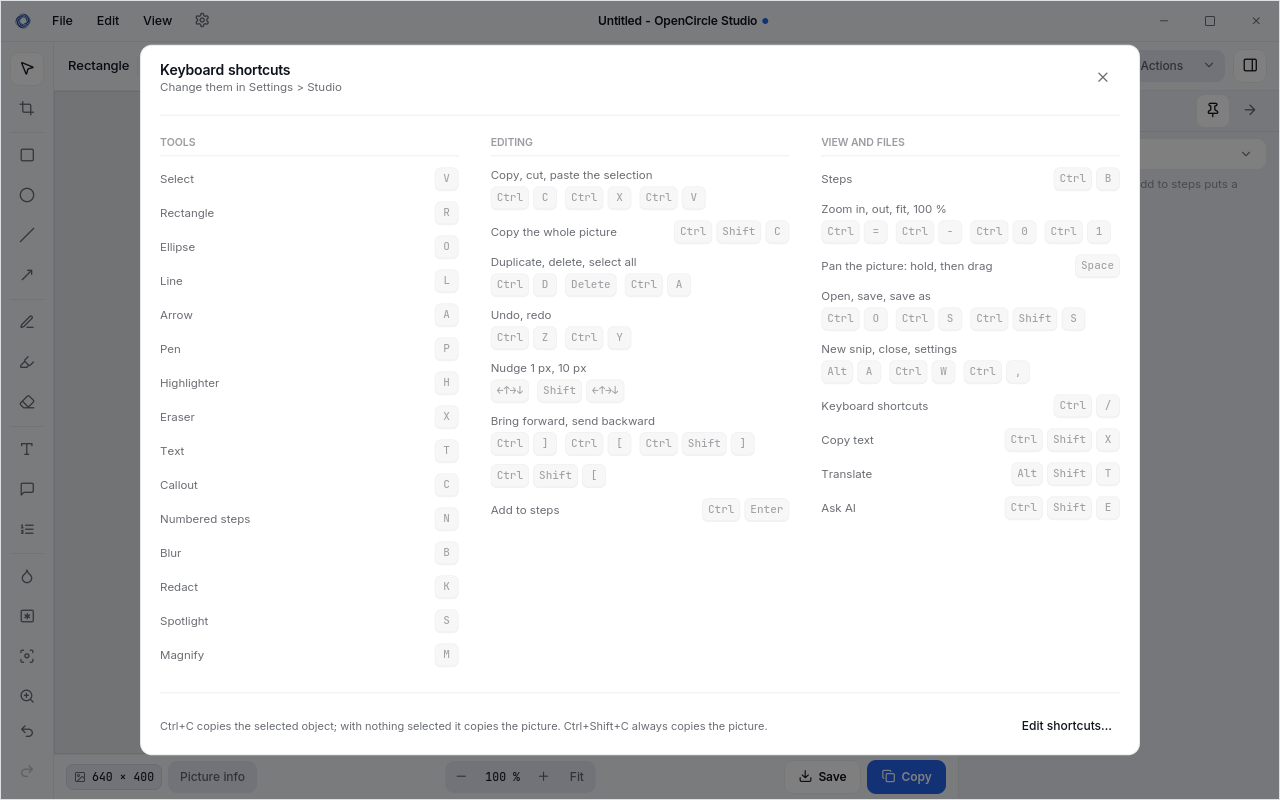 File Edit View Untitled - OpenCircle Studio
Rectangle Actions
Keyboard shortcuts
Change them in Settings > Studio
TOOLS
Select V
Rectangle R
Ellipse O
Line L
Arrow A
Pen P
Highlighter H
Eraser X
Text T
Callout C
Numbered steps N
Blur B
Redact K
Spotlight S
Magnify M
EDITING
Copy, cut, paste the selection
Ctrl C Ctrl X Ctrl V
Copy the whole picture Ctrl Shift C
Duplicate, delete, select all
Ctrl D Delete Ctrl A
Undo, redo
Ctrl Z Ctrl Y
Nudge 1 px, 10 px
←↑→↓ Shift ←↑→↓
Bring forward, send backward
Ctrl ] Ctrl [ Ctrl Shift ]
Ctrl Shift [
Add to steps Ctrl Enter
VIEW AND FILES
Steps Ctrl B
Zoom in, out, fit, 100 %
Ctrl = Ctrl - Ctrl 0 Ctrl 1
Pan the picture: hold, then drag Space
Open, save, save as
Ctrl O Ctrl S Ctrl Shift S
New snip, close, settings
Alt A Ctrl W Ctrl ,
Keyboard shortcuts Ctrl /
Copy text Ctrl Shift X
Translate Alt Shift T
Ask AI Ctrl Shift E
dd to steps puts a
Ctrl+C copies the selected object; with nothing selected it copies the picture. Ctrl+Shift+C always copies the picture.
Edit shortcuts...
640 × 400 Picture info − 100 % + Fit Save Copy